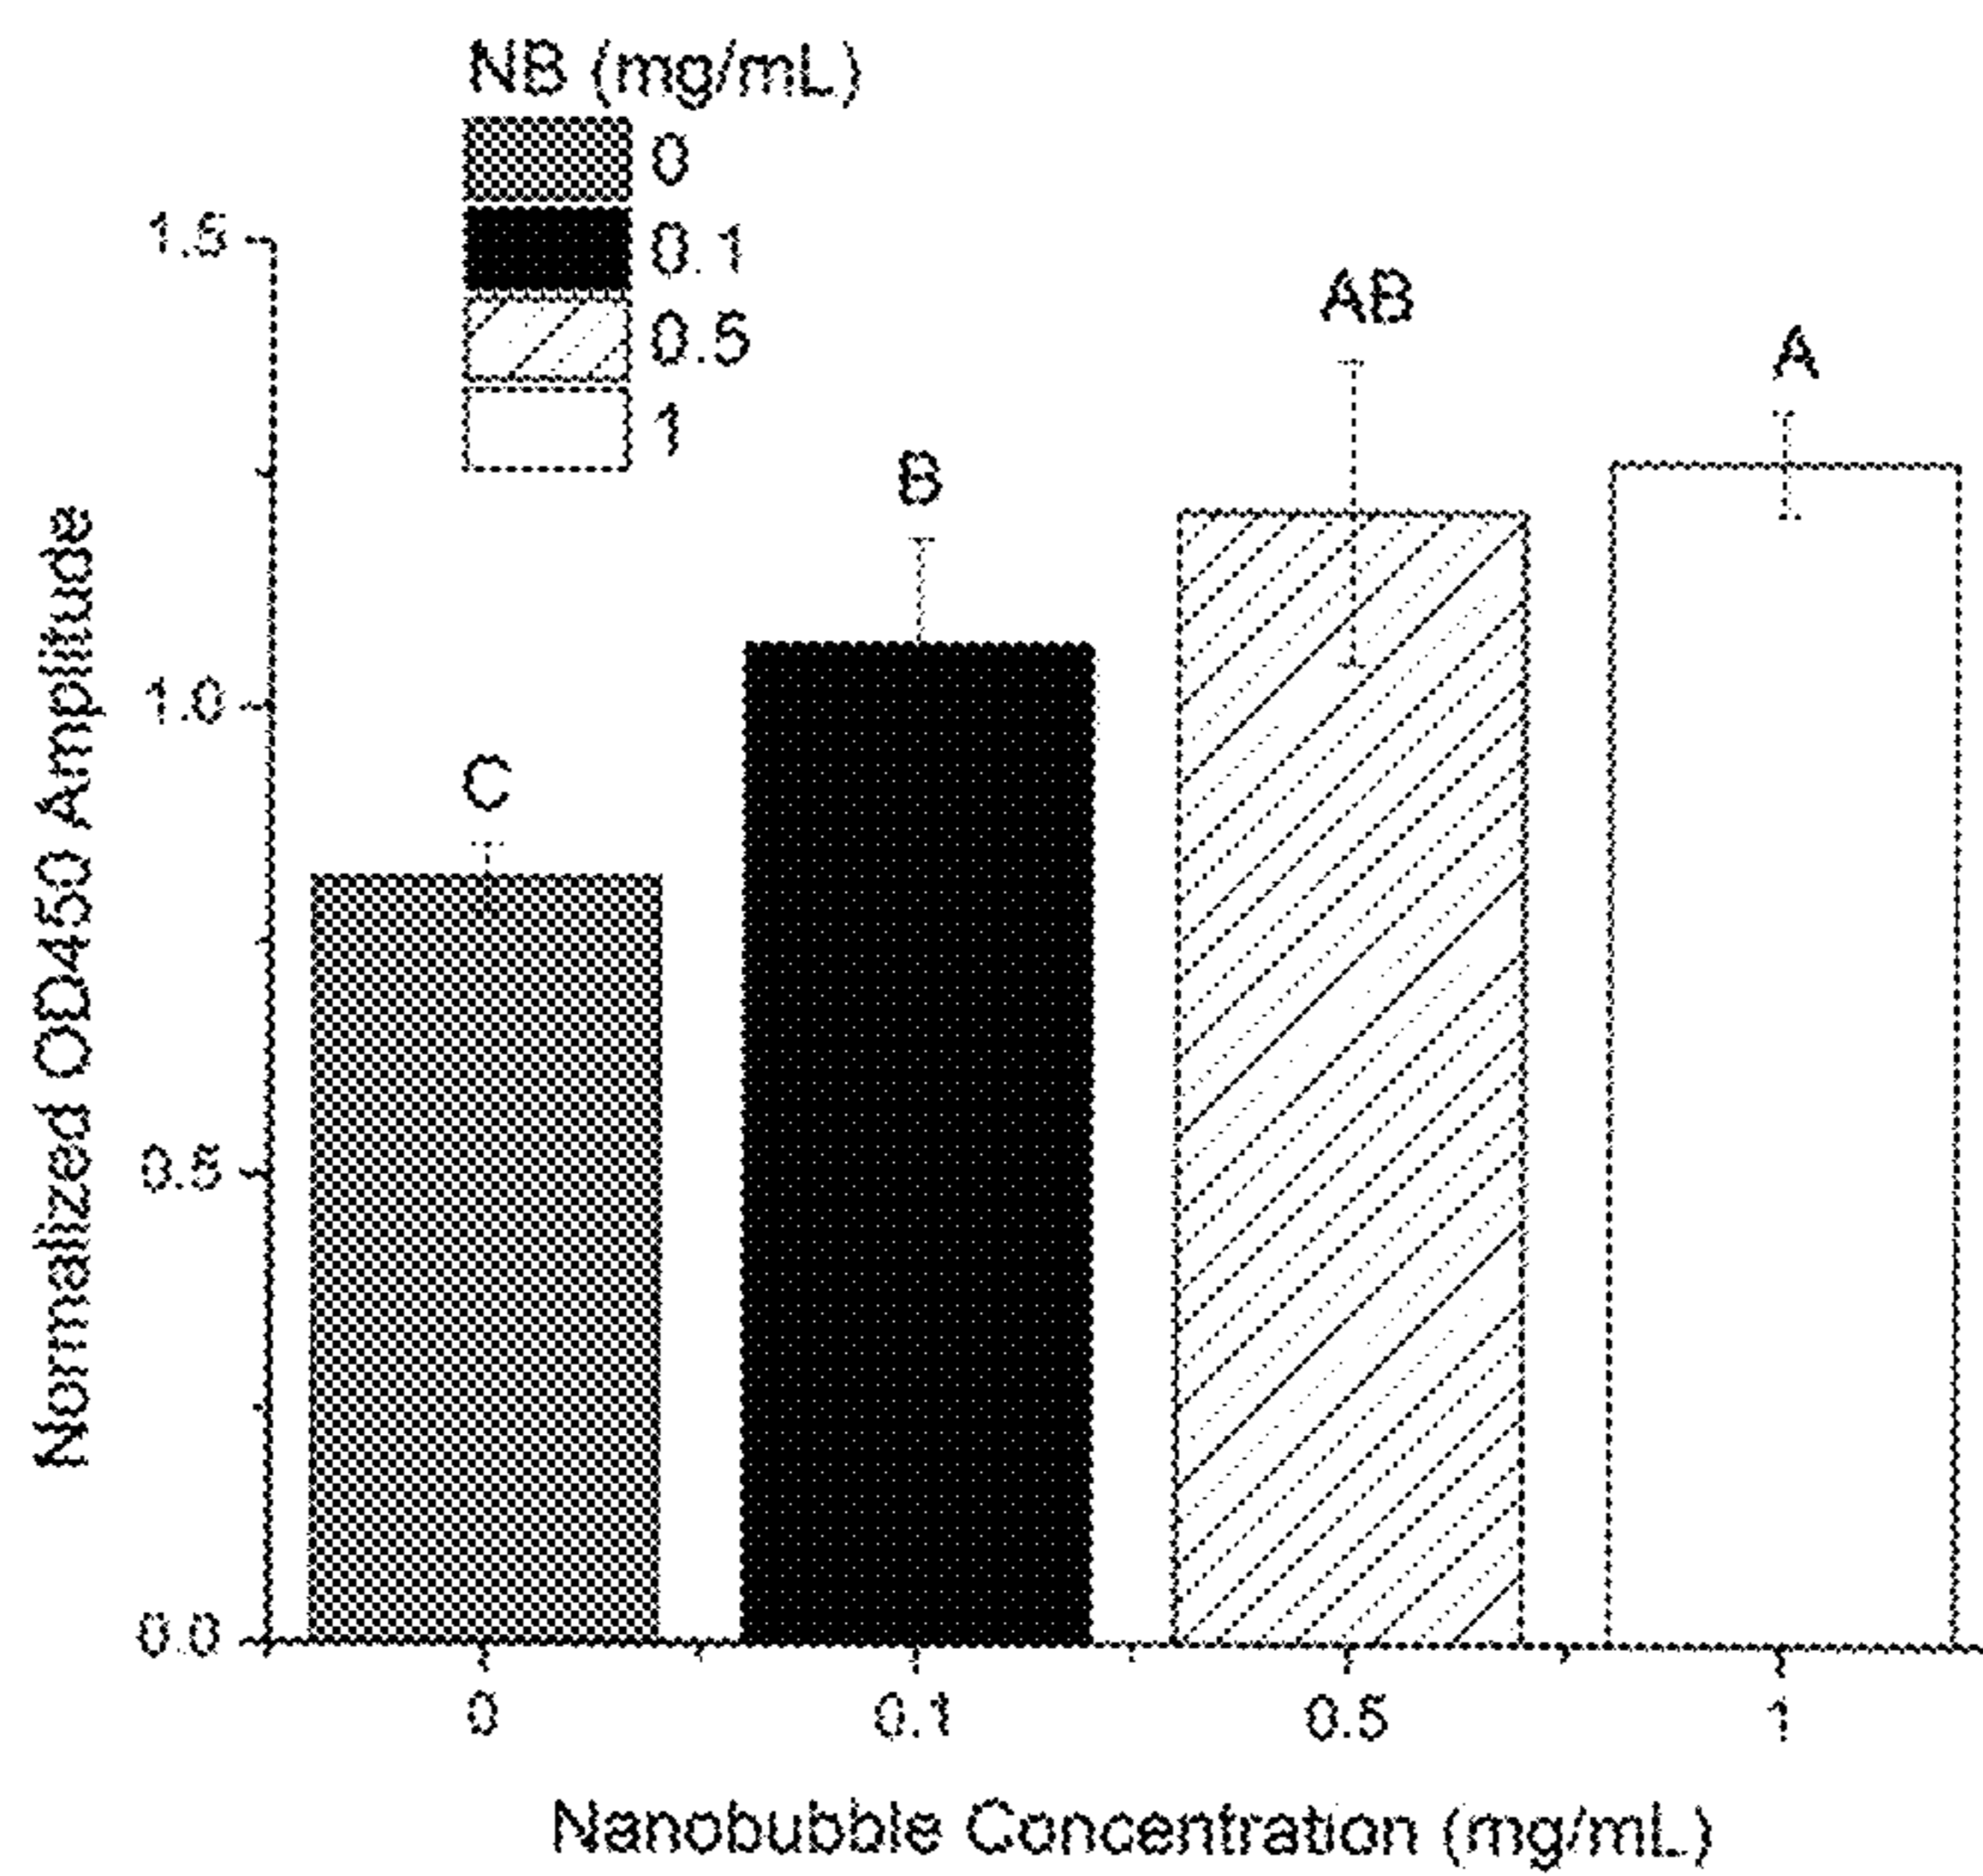 NB (mg/mL)
0
0.1
0.5
1
1.5
1.0
0.5
0.0
Normalized OD450 Amplitude
C
B
AB
A
0
0.1
0.5
1
Nanobubble Concentration (mg/mL)